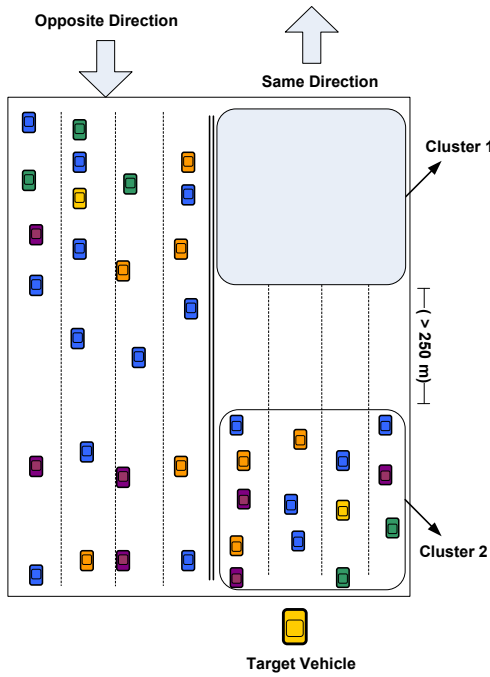 Opposite Direction
Same Direction
Cluster 1
( > 250 m)
Cluster 2
Target Vehicle